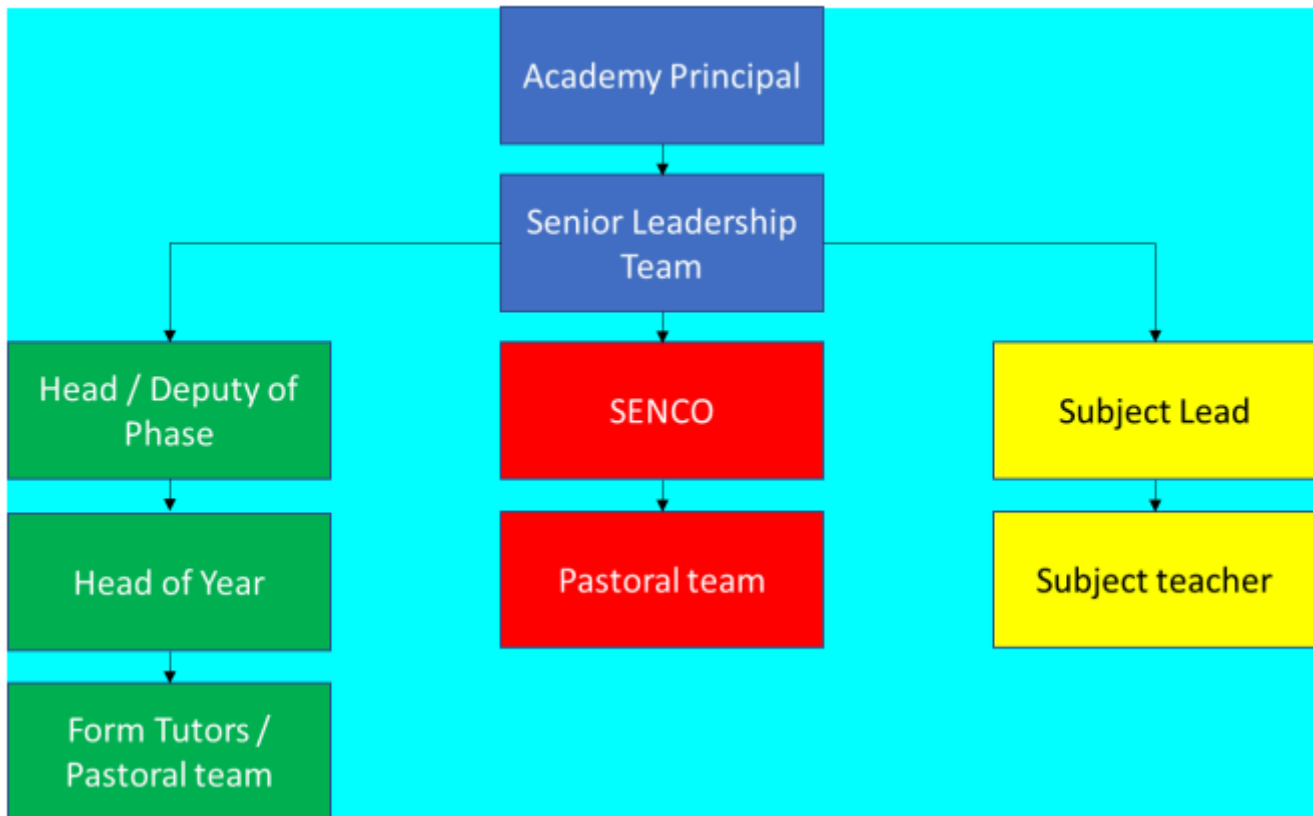 Academy Principal
Senior Leadership
Team
Head / Deputy of
Phase
SENCO
Subject Lead
Head of Year
Pastoral team
Subject teacher
Form Tutors /
Pastoral team